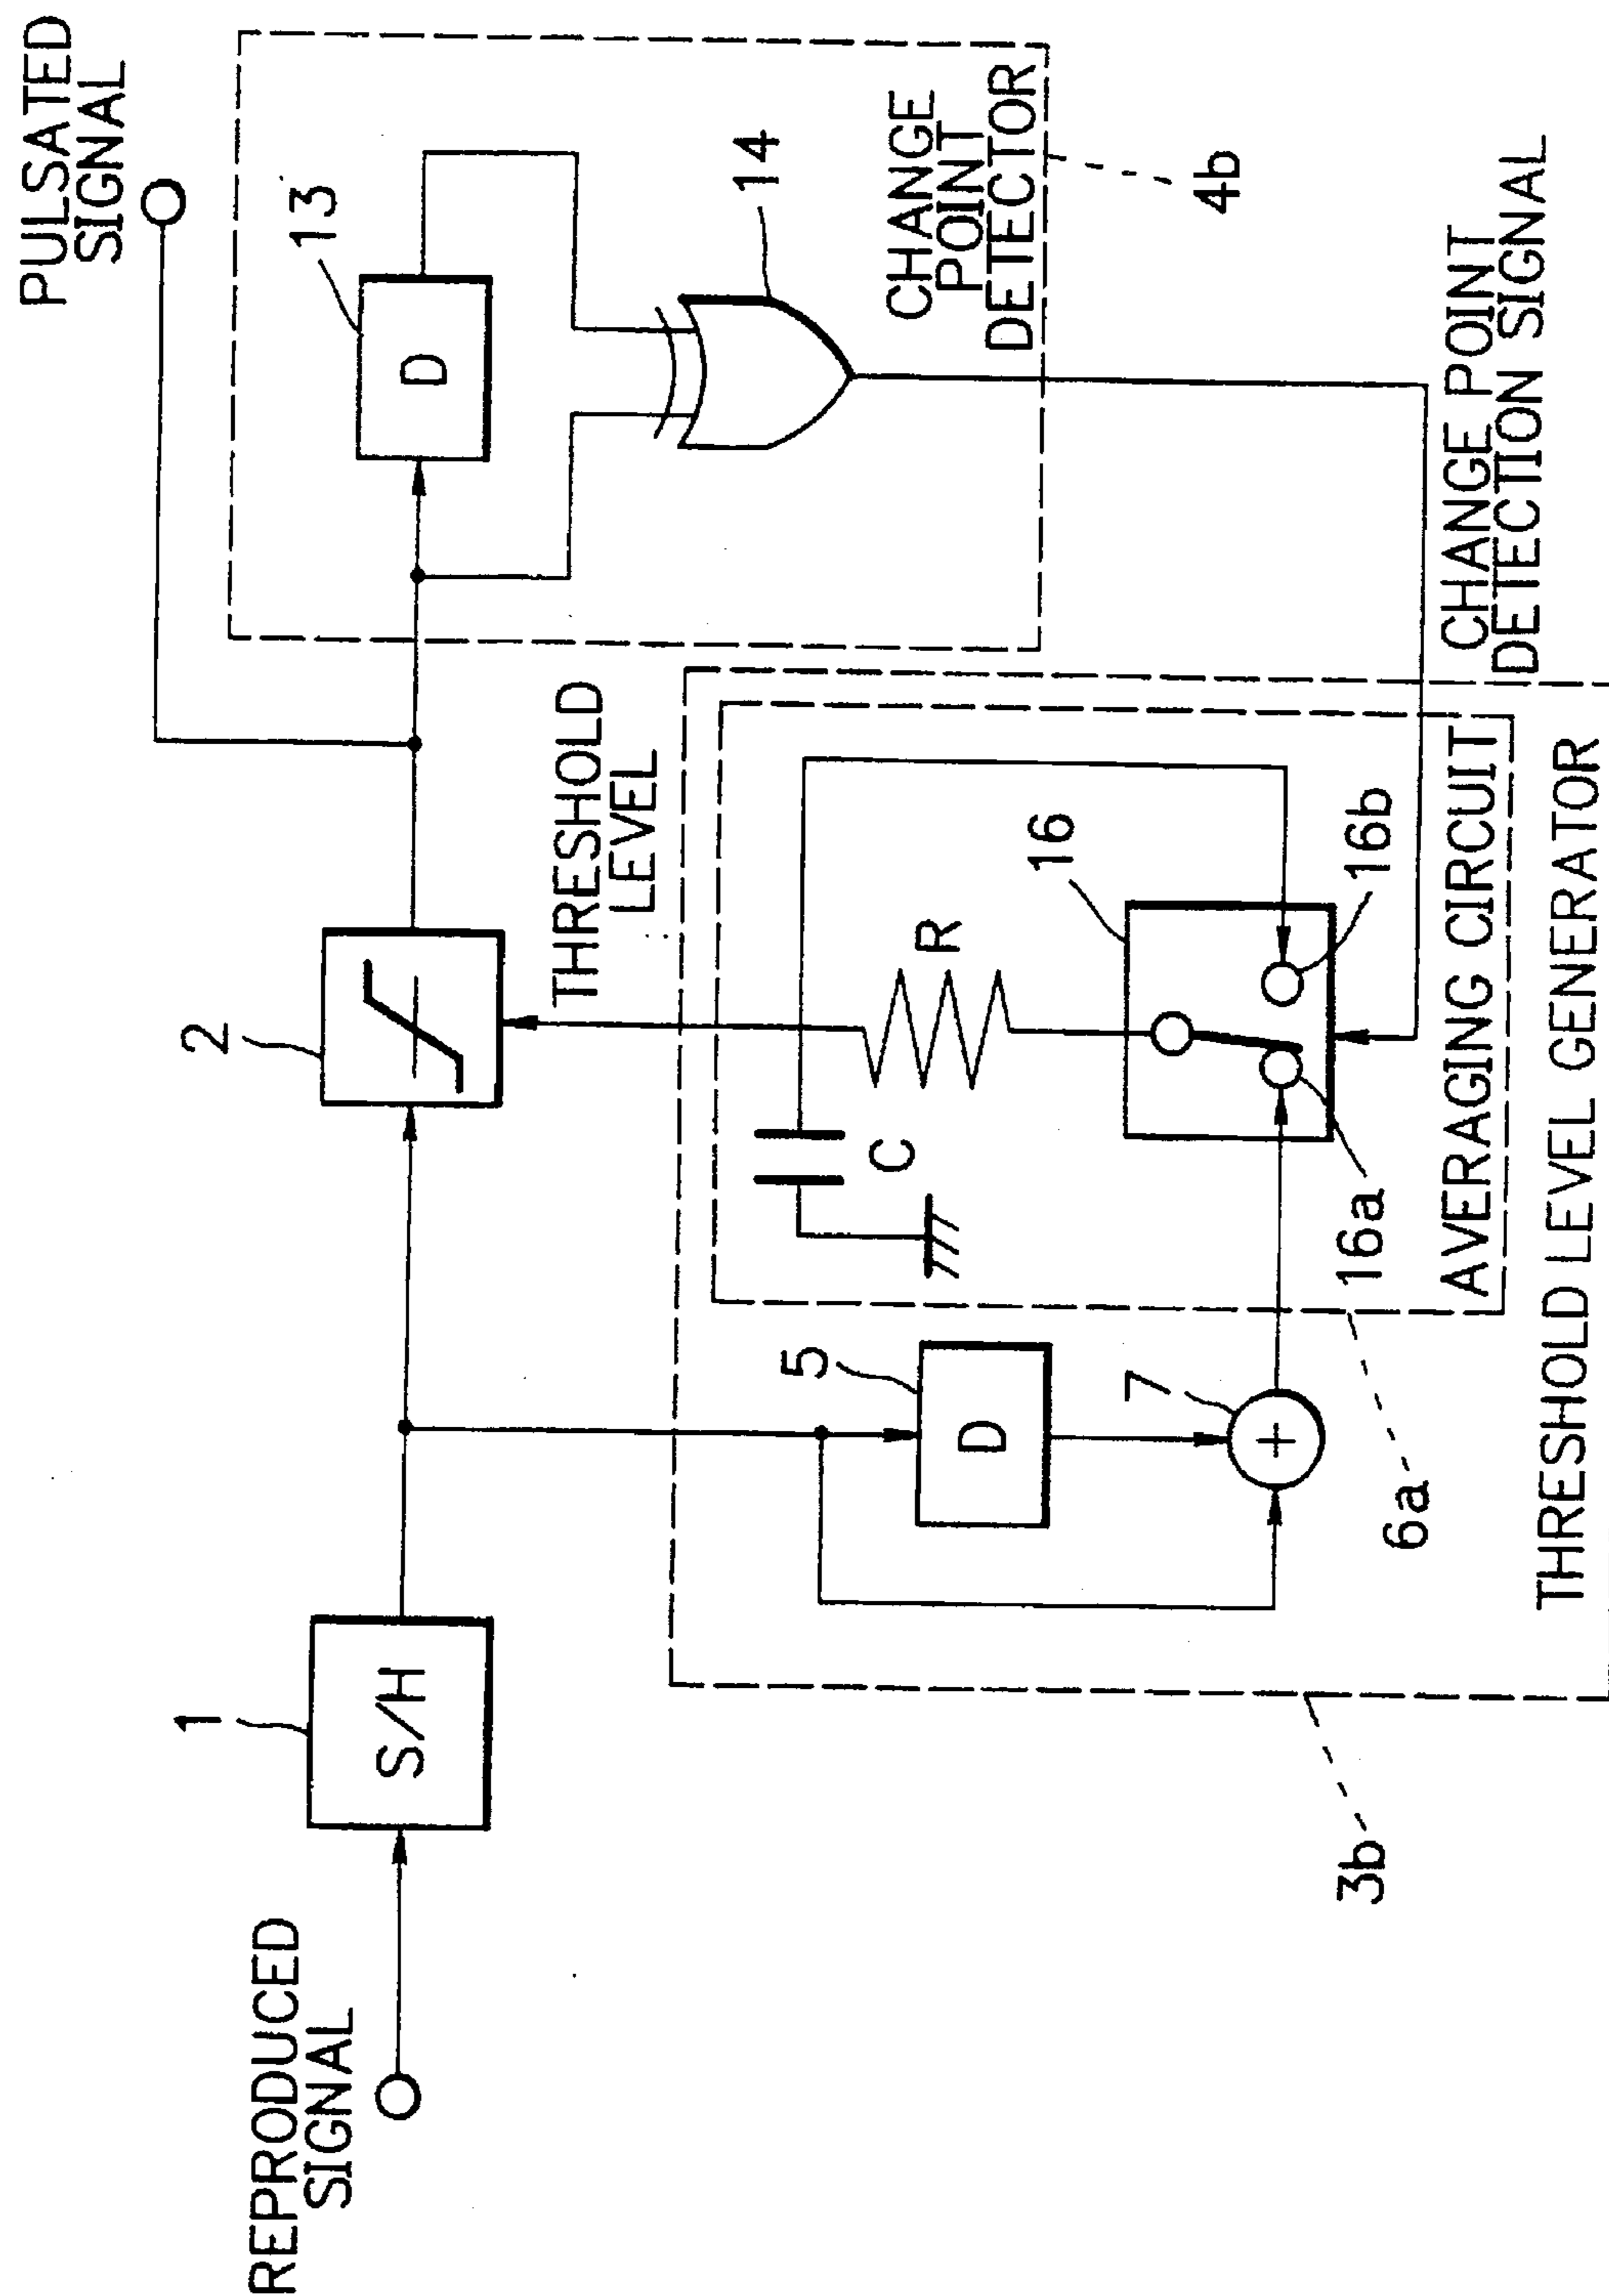 REPRODUCED
SIGNAL
1
S/H
2
PULSATED
SIGNAL
13
D
14
CHANGE
POINT
DETECTOR
4b
THRESHOLD
LEVEL
5
D
7
+
C
R
16
16a
16b
AVERAGING CIRCUIT
6a
CHANGE POINT
DETECTION SIGNAL
THRESHOLD LEVEL GENERATOR
3b